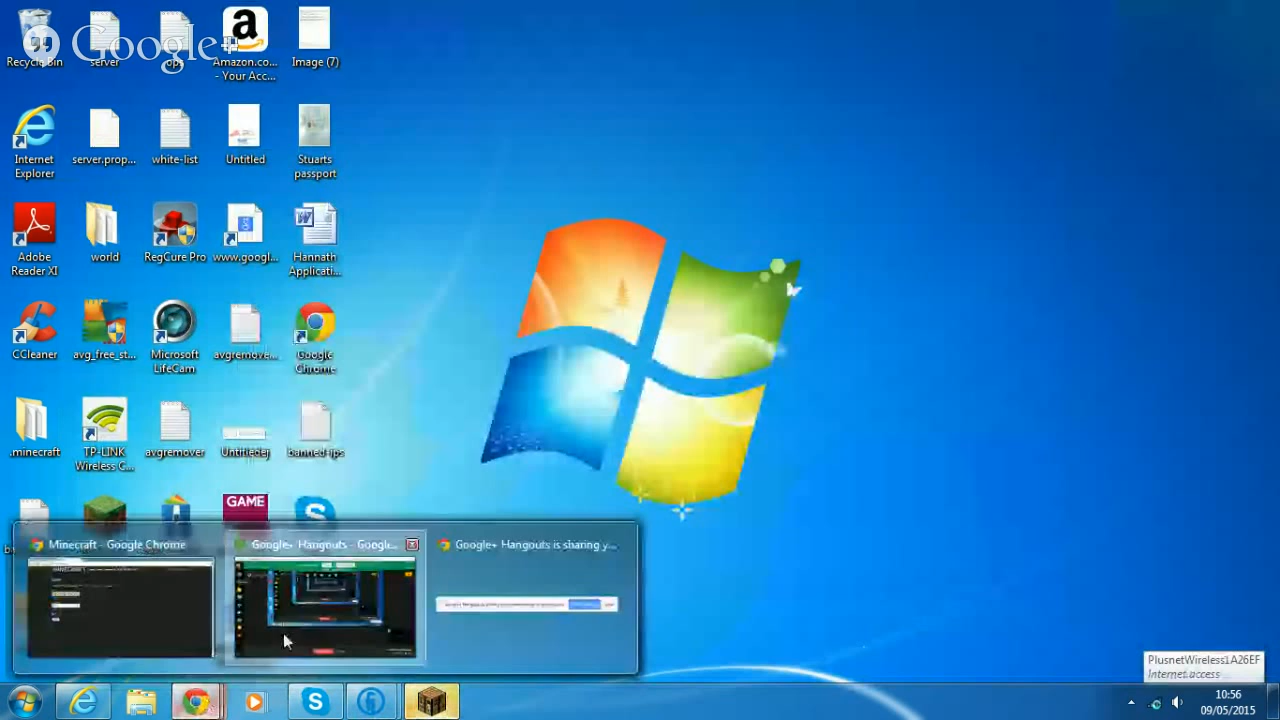 Google+
Recycle Bin
server
ops
Amazon.co...
- Your Acc...
Image (7)
Internet
Explorer
server.prop...
white-list
Untitled
Stuarts
passport
Adobe
Reader XI
world
RegCure Pro
www.googl...
Hannath
Applicati...
CCleaner
avg_free_st...
Microsoft
LifeCam
avgremove...
Google
Chrome
.minecraft
TP-LINK
Wireless C...
avgremover
Untitledej
banned-ips
GAME
Minecraft - Google Chrome
Google+ Hangouts - Google...
Google+ Hangouts is sharing y...
PlusnetWireless1A26EF
Internet access
10:56
09/05/2015